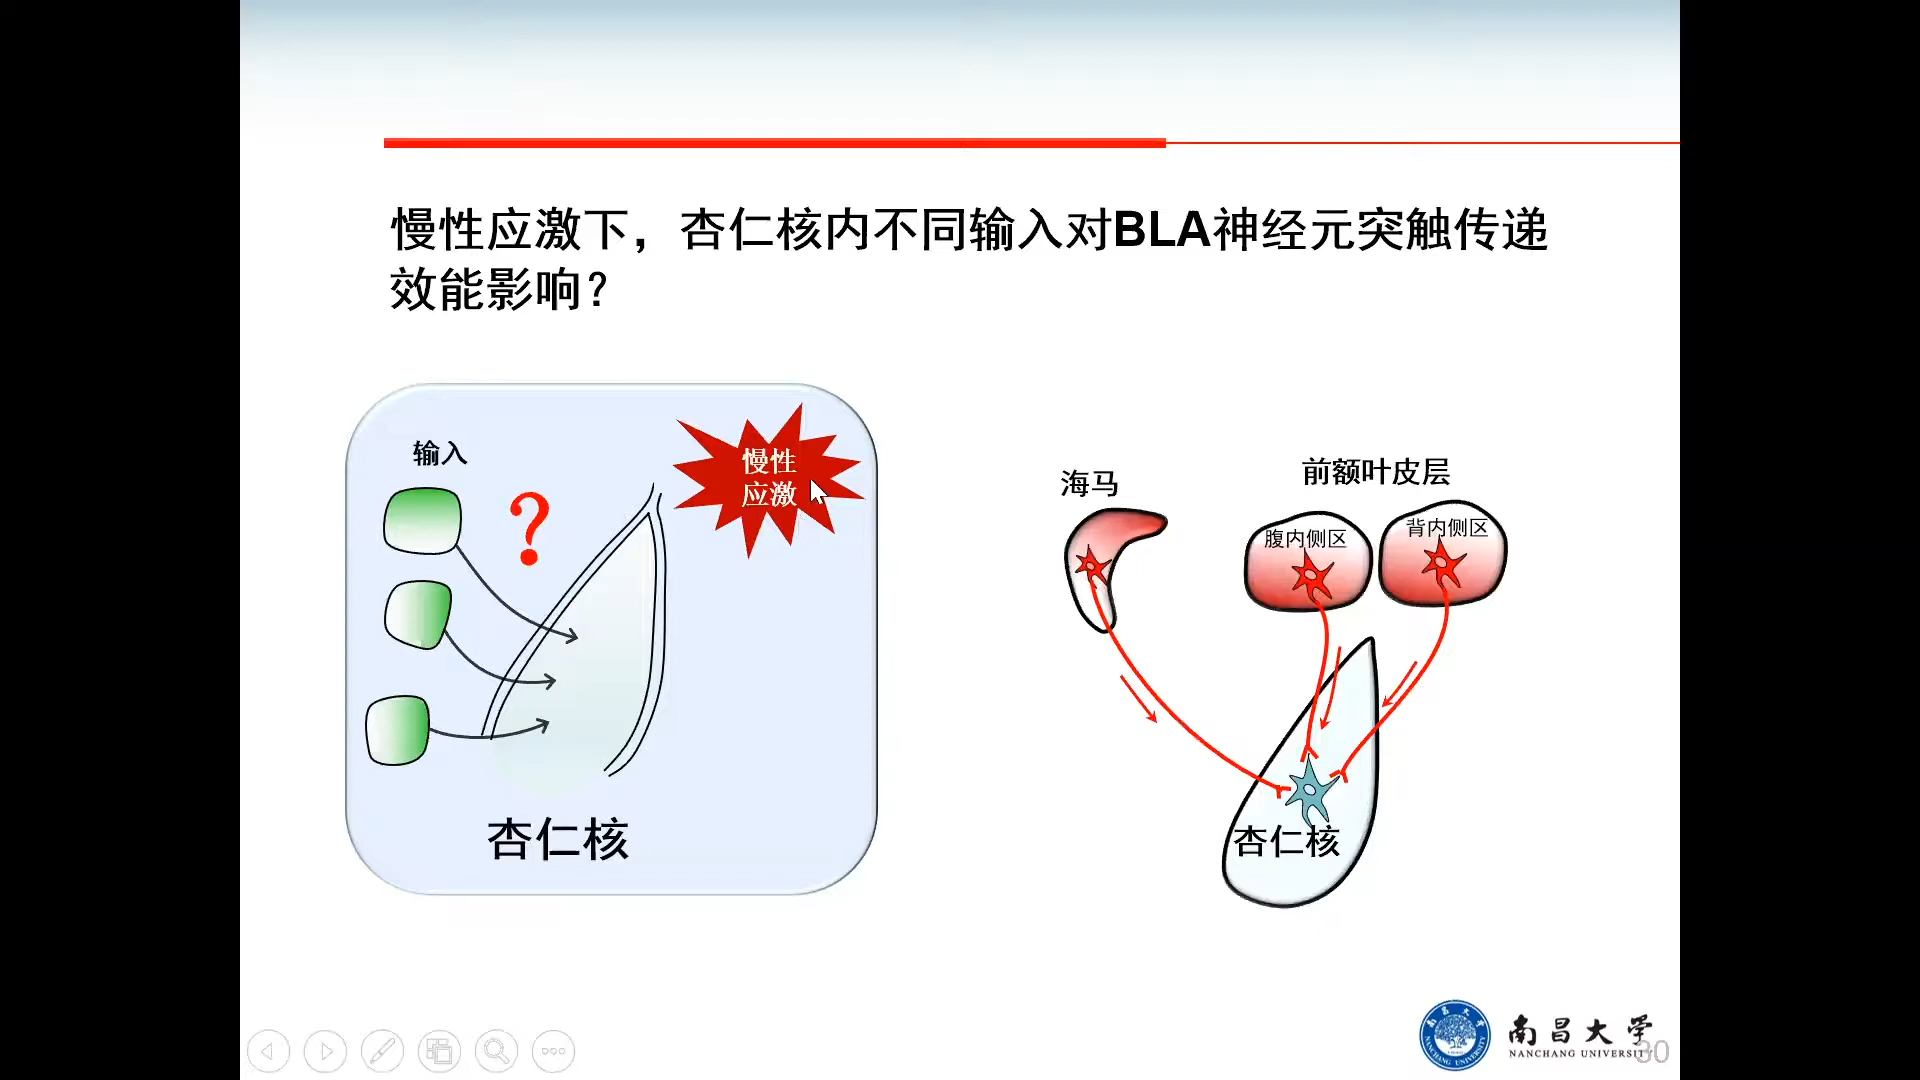 慢性应激下，杏仁核内不同输入对BLA神经元突触传递
效能影响？
输入
？
慢性
应激
杏仁核
海马
前额叶皮层
腹内侧区
背内侧区
杏仁核
南昌大学
NANCHANG UNIVERSITY
30